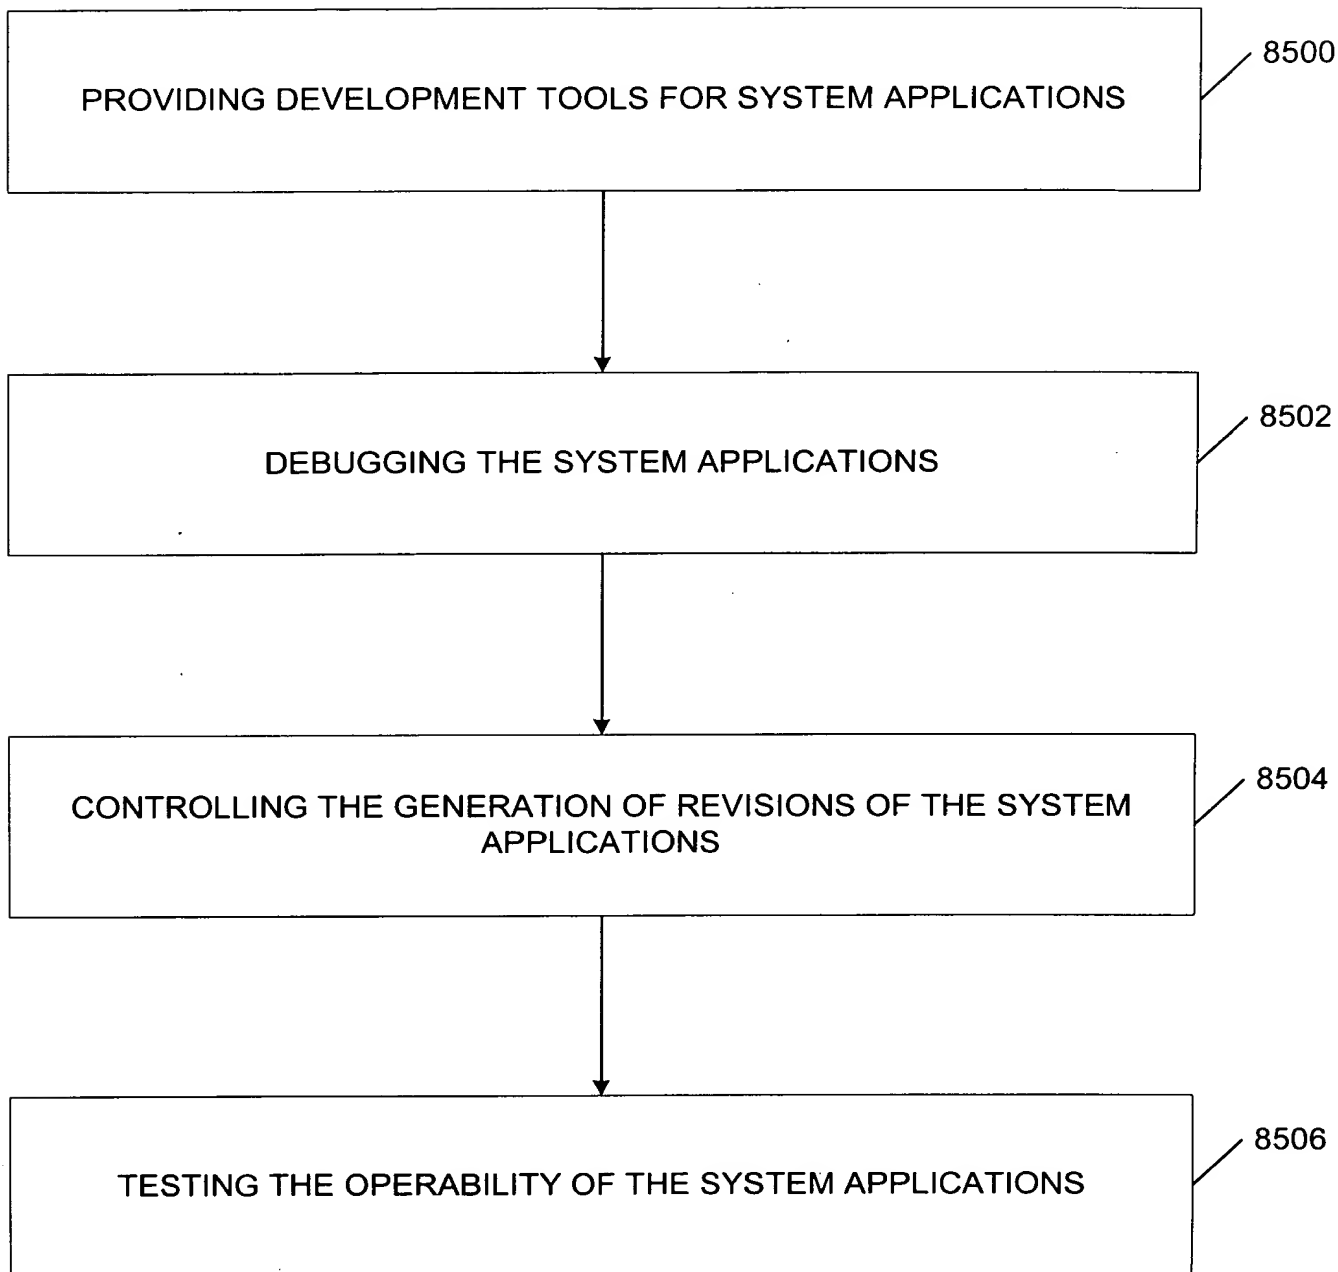 8500
PROVIDING DEVELOPMENT TOOLS FOR SYSTEM APPLICATIONS
8502
DEBUGGING THE SYSTEM APPLICATIONS
8504
CONTROLLING THE GENERATION OF REVISIONS OF THE SYSTEM
APPLICATIONS
8506
TESTING THE OPERABILITY OF THE SYSTEM APPLICATIONS